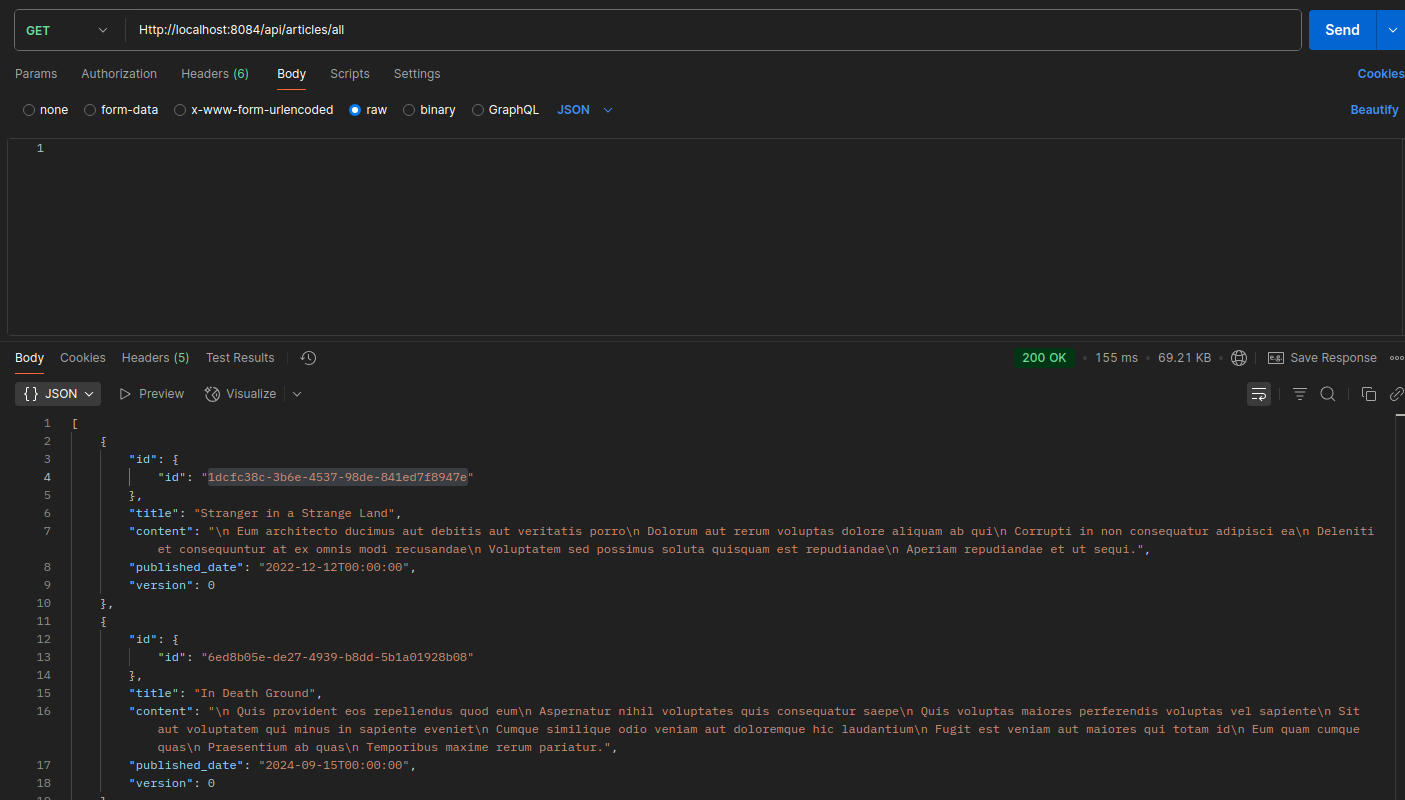 GET Http://localhost:8084/api/articles/all Send
Params Authorization Headers (6) Body Scripts Settings Cookies
none form-data x-www-form-urlencoded raw binary GraphQL JSON Beautify
1
Body Cookies Headers (5) Test Results 200 OK 155 ms 69.21 KB e.g. Save Response
{} JSON Preview Visualize
1 [
2 {
3 "id": {
4 "id": "1dcfc38c-3b6e-4537-98de-841ed7f8947e"
5 },
6 "title": "Stranger in a Strange Land",
7 "content": "\n Eum architecto ducimus aut debitis aut veritatis porro\n Dolorum aut rerum voluptas dolore aliquam ab qui\n Corrupti in non consequatur adipisci ea\n Deleniti
et consequuntur at ex omnis modi recusandae\n Voluptatem sed possimus soluta quisquam est repudiandae\n Aperiam repudiandae et ut sequi.",
8 "published_date": "2022-12-12T00:00:00",
9 "version": 0
10 },
11 {
12 "id": {
13 "id": "6ed8b05e-de27-4939-b8dd-5b1a01928b08"
14 },
15 "title": "In Death Ground",
16 "content": "\n Quis provident eos repellendus quod eum\n Aspernatur nihil voluptates quis consequatur saepe\n Quis voluptas maiores perferendis voluptas vel sapiente\n Sit
aut voluptatem qui minus in sapiente eveniet\n Cumque similique odio veniam aut doloremque hic laudantium\n Fugit est veniam aut maiores qui totam id\n Eum quam cumque
quas\n Praesentium ab quas\n Temporibus maxime rerum pariatur.",
17 "published_date": "2024-09-15T00:00:00",
18 "version": 0